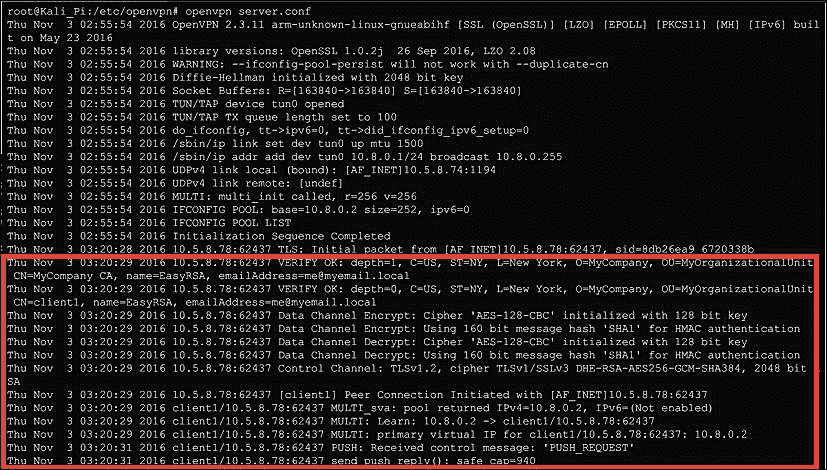 root@Kali_Pi:/etc/openvpn# openvpn server.conf
Thu Nov  3 02:55:54 2016 OpenVPN 2.3.11 arm-unknown-linux-gnueabihf [SSL (OpenSSL)] [LZO] [EPOLL] [PKCS11] [MH] [IPv6] buil
t on May 23 2016
Thu Nov  3 02:55:54 2016 library versions: OpenSSL 1.0.2j  26 Sep 2016, LZO 2.08
Thu Nov  3 02:55:54 2016 WARNING: --ifconfig-pool-persist will not work with --duplicate-cn
Thu Nov  3 02:55:54 2016 Diffie-Hellman initialized with 2048 bit key
Thu Nov  3 02:55:54 2016 Socket Buffers: R=[163840->163840] S=[163840->163840]
Thu Nov  3 02:55:54 2016 TUN/TAP device tun0 opened
Thu Nov  3 02:55:54 2016 TUN/TAP TX queue length set to 100
Thu Nov  3 02:55:54 2016 do_ifconfig, tt->ipv6=0, tt->did_ifconfig_ipv6_setup=0
Thu Nov  3 02:55:54 2016 /sbin/ip link set dev tun0 up mtu 1500
Thu Nov  3 02:55:54 2016 /sbin/ip addr add dev tun0 10.8.0.1/24 broadcast 10.8.0.255
Thu Nov  3 02:55:54 2016 UDPv4 link local (bound): [AF_INET]10.5.8.74:1194
Thu Nov  3 02:55:54 2016 UDPv4 link remote: [undef]
Thu Nov  3 02:55:54 2016 MULTI: multi_init called, r=256 v=256
Thu Nov  3 02:55:54 2016 IFCONFIG POOL: base=10.8.0.2 size=252, ipv6=0
Thu Nov  3 02:55:54 2016 IFCONFIG POOL LIST
Thu Nov  3 02:55:54 2016 Initialization Sequence Completed
Thu Nov  3 03:20:28 2016 10.5.8.78:62437 TLS: Initial packet from [AF_INET]10.5.8.78:62437, sid=8db26ea9 6720338b
Thu Nov  3 03:20:29 2016 10.5.8.78:62437 VERIFY OK: depth=1, C=US, ST=NY, L=New York, O=MyCompany, OU=MyOrganizationalUnit
CN=MyCompany CA, name=EasyRSA, emailAddress=me@myemail.local
Thu Nov  3 03:20:29 2016 10.5.8.78:62437 VERIFY OK: depth=0, C=US, ST=NY, L=New York, O=MyCompany, OU=MyOrganizationalUnit
CN=client1, name=EasyRSA, emailAddress=me@myemail.local
Thu Nov  3 03:20:29 2016 10.5.8.78:62437 Data Channel Encrypt: Cipher 'AES-128-CBC' initialized with 128 bit key
Thu Nov  3 03:20:29 2016 10.5.8.78:62437 Data Channel Encrypt: Using 160 bit message hash 'SHA1' for HMAC authentication
Thu Nov  3 03:20:29 2016 10.5.8.78:62437 Data Channel Decrypt: Cipher 'AES-128-CBC' initialized with 128 bit key
Thu Nov  3 03:20:29 2016 10.5.8.78:62437 Data Channel Decrypt: Using 160 bit message hash 'SHA1' for HMAC authentication
Thu Nov  3 03:20:29 2016 10.5.8.78:62437 Control Channel: TLSv1.2, cipher TLSv1/SSLv3 DHE-RSA-AES256-GCM-SHA384, 2048 bit
SA
Thu Nov  3 03:20:29 2016 10.5.8.78:62437 [client1] Peer Connection Initiated with [AF_INET]10.5.8.78:62437
Thu Nov  3 03:20:29 2016 client1/10.5.8.78:62437 MULTI_sva: pool returned IPv4=10.8.0.2, IPv6=(Not enabled)
Thu Nov  3 03:20:29 2016 client1/10.5.8.78:62437 MULTI: Learn: 10.8.0.2 -> client1/10.5.8.78:62437
Thu Nov  3 03:20:29 2016 client1/10.5.8.78:62437 MULTI: primary virtual IP for client1/10.5.8.78:62437: 10.8.0.2
Thu Nov  3 03:20:31 2016 client1/10.5.8.78:62437 PUSH: Received control message: 'PUSH_REQUEST'
Thu Nov  3 03:20:31 2016 client1/10.5.8.78:62437 send_push_reply(): safe_cap=940